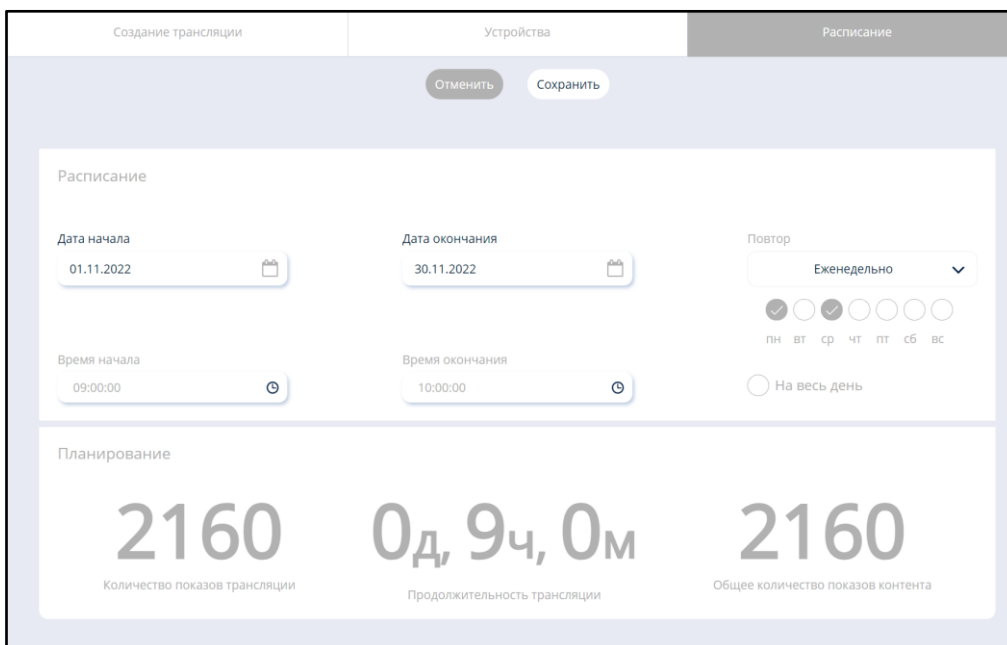 Создание трансляции
Устройства
Расписание
Отменить
Сохранить
Расписание
Дата начала
Дата окончания
Повтор
01.11.2022
30.11.2022
Еженедельно
пн вт ср чт пт сб вс
Время начала
Время окончания
09:00:00
10:00:00
На весь день
Планирование
2160
0д, 9ч, 0м
2160
Количество показов трансляции
Продолжительность трансляции
Общее количество показов контента